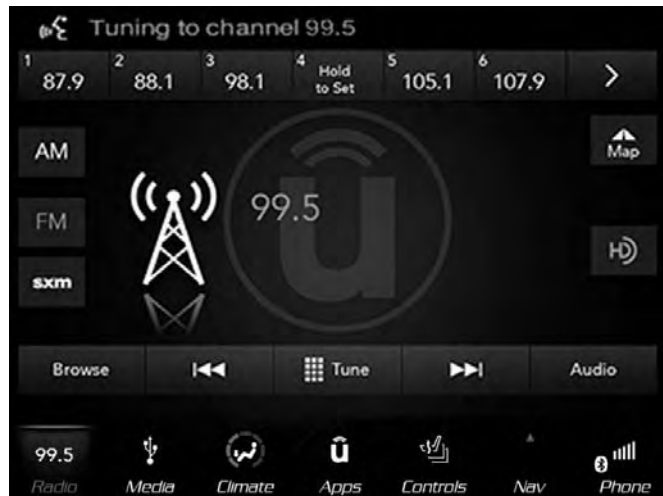 Tuning to channel 99.5
1 87.9 2 88.1 3 98.1 4 Hold to Set 5 105.1 6 107.9
AM
Map
99.5
FM
HD
sxm
Browse Tune Audio
99.5 û
Radio Media Climate Apps Controls Nav Phone